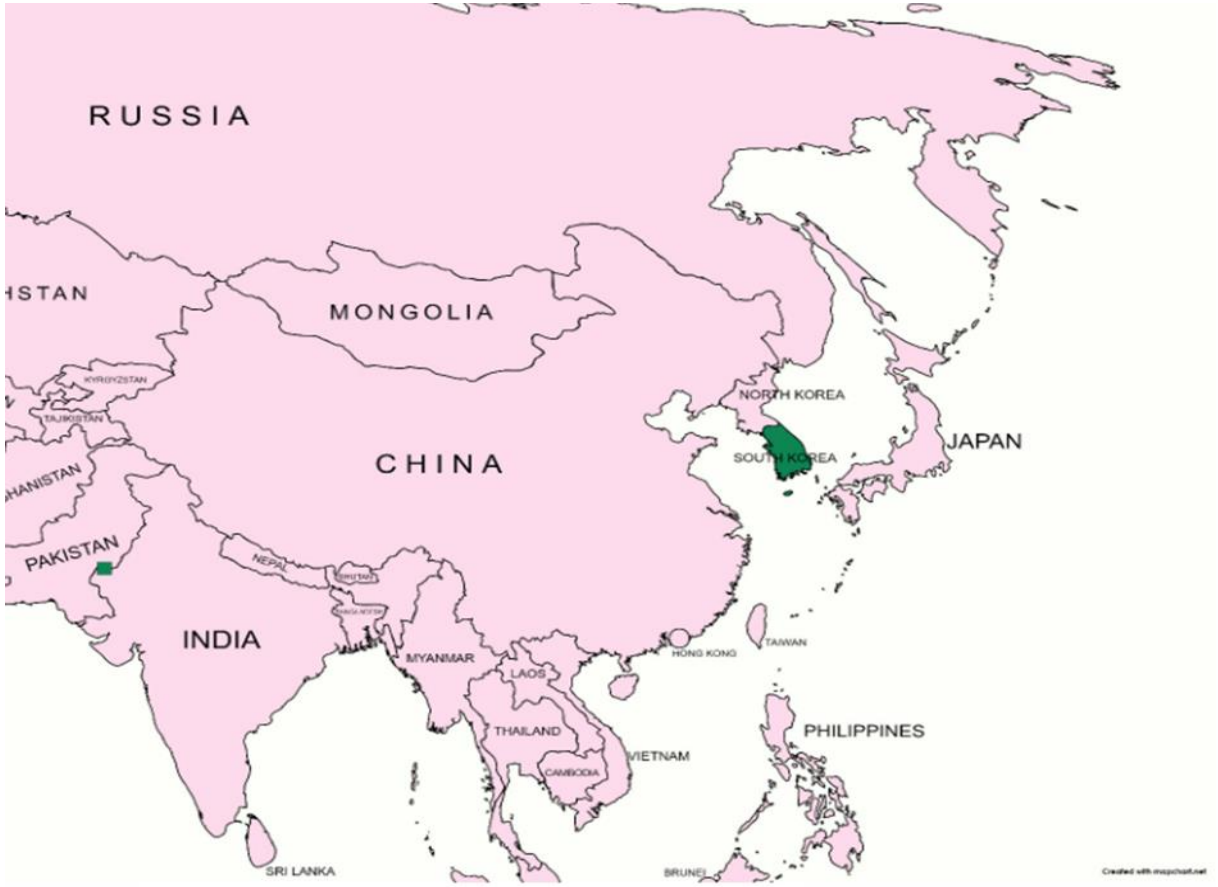 RUSSIA
HSTAN
MONGOLIA
KYRGYZSTAN
NORTH KOREA
TAJIKISTAN
JAPAN
SOUTH KOREA
CHINA
GHANISTAN
PAKISTAN
NEPAL
BHUTAN
INDIA
TAIWAN
HONG KONG
MYANMAR
LAOS
THAILAND
PHILIPPINES
VIETNAM
CAMBODIA
SRI LANKA
BRUNEI
Created with mapchart.net